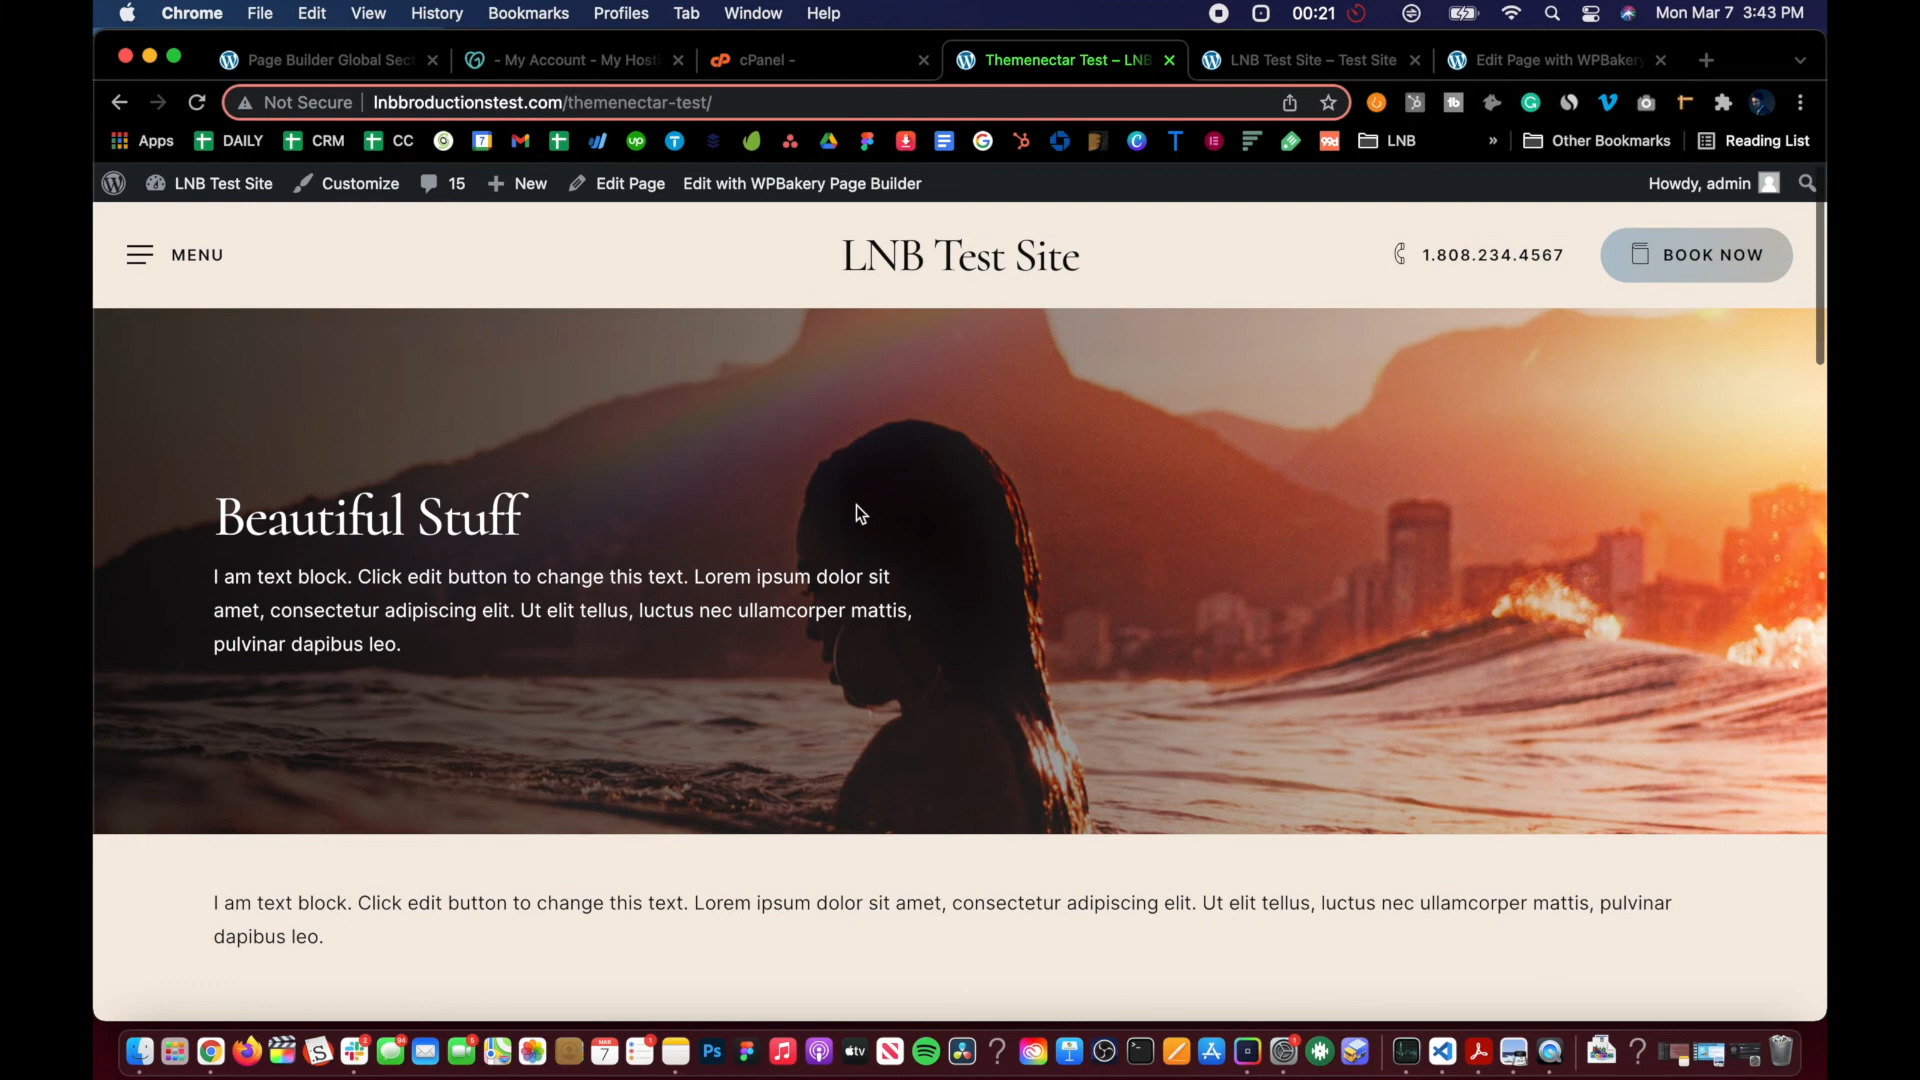 Chrome File Edit View History Bookmarks Profiles Tab Window Help 00:21 Mon Mar 7 3:43 PM
Page Builder Global Sect - My Account - My Hosti cPanel - Themenectar Test – LNB LNB Test Site – Test Site Edit Page with WPBakery
Not Secure lnbbroductionstest.com/themenectar-test/
Apps DAILY CRM CC LNB » Other Bookmarks Reading List
LNB Test Site Customize 15 New Edit Page Edit with WPBakery Page Builder Howdy, admin
MENU LNB Test Site 1.808.234.4567 BOOK NOW
Beautiful Stuff
I am text block. Click edit button to change this text. Lorem ipsum dolor sit
amet, consectetur adipiscing elit. Ut elit tellus, luctus nec ullamcorper mattis,
pulvinar dapibus leo.
I am text block. Click edit button to change this text. Lorem ipsum dolor sit amet, consectetur adipiscing elit. Ut elit tellus, luctus nec ullamcorper mattis, pulvinar
dapibus leo.